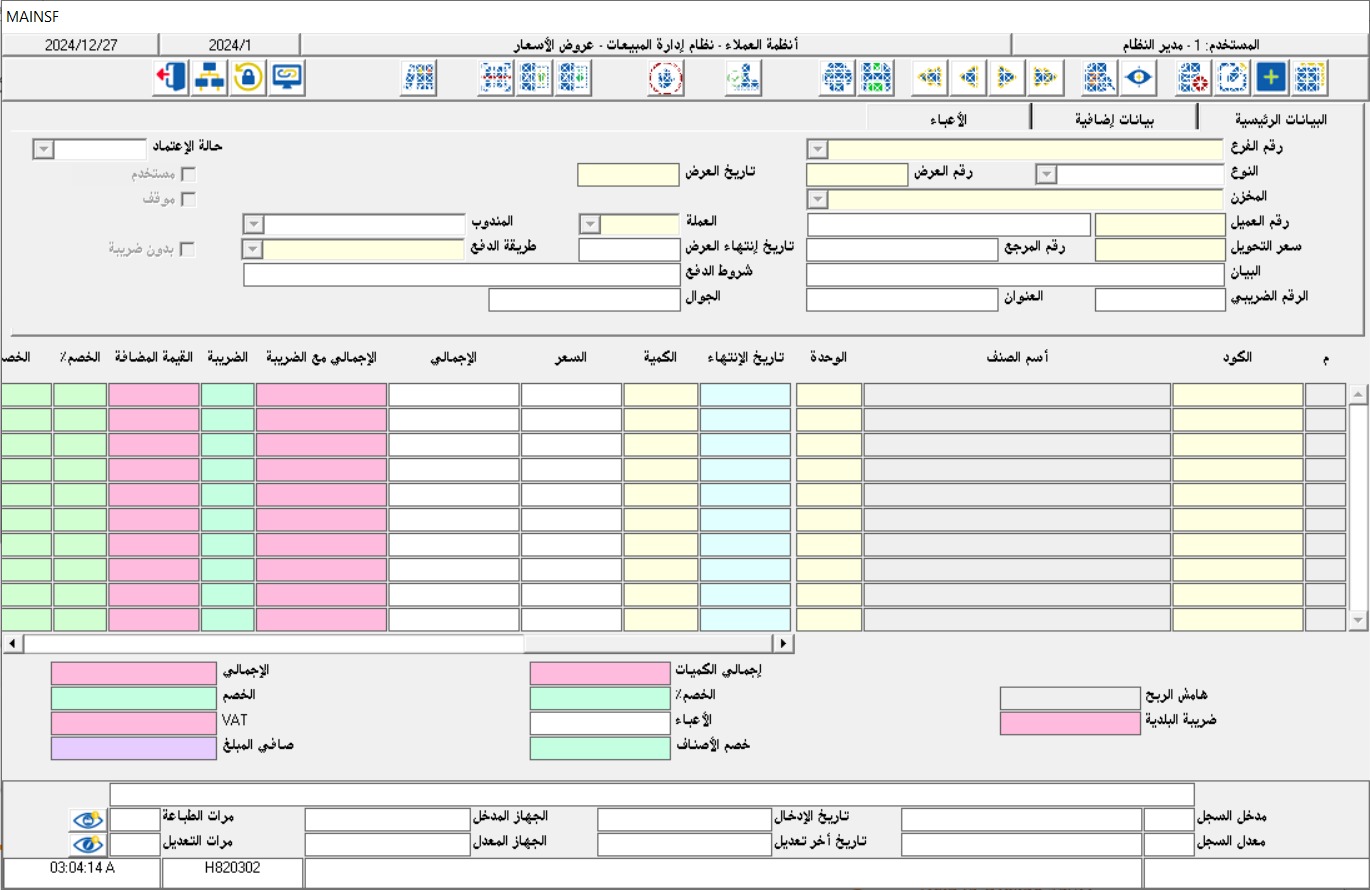 MAINSF
المستخدم: 1 - مدير النظام
أنظمة العملاء - نظام إدارة المبيعات - عروض الأسعار
2024/1
2024/12/27
البيانات الرئيسية
بيانات إضافية
الأعباء
رقم الفرع
حالة الإعتماد
النوع
رقم العرض
تاريخ العرض
مستخدم
المخزن
موقف
رقم العميل
العملة
المندوب
سعر التحويل
رقم المرجع
تاريخ إنتهاء العرض
طريقة الدفع
بدون ضريبة
البيان
شروط الدفع
الرقم الضريبي
العنوان
الجوال
م
الكود
أسم الصنف
الوحدة
تاريخ الإنتهاء
الكمية
السعر
الإجمالي
الإجمالي مع الضريبة
الضريبة
القيمة المضافة
الخصم٪
الخصم
إجمالي الكميات
الإجمالي
هامش الربح
الخصم٪
الخصم
ضريبة البلدية
الأعباء
VAT
خصم الأصناف
صافي المبلغ
مدخل السجل
تاريخ الإدخال
الجهاز المدخل
مرات الطباعة
معدل السجل
تاريخ أخر تعديل
الجهاز المعدل
مرات التعديل
H820302
03:04:14 A